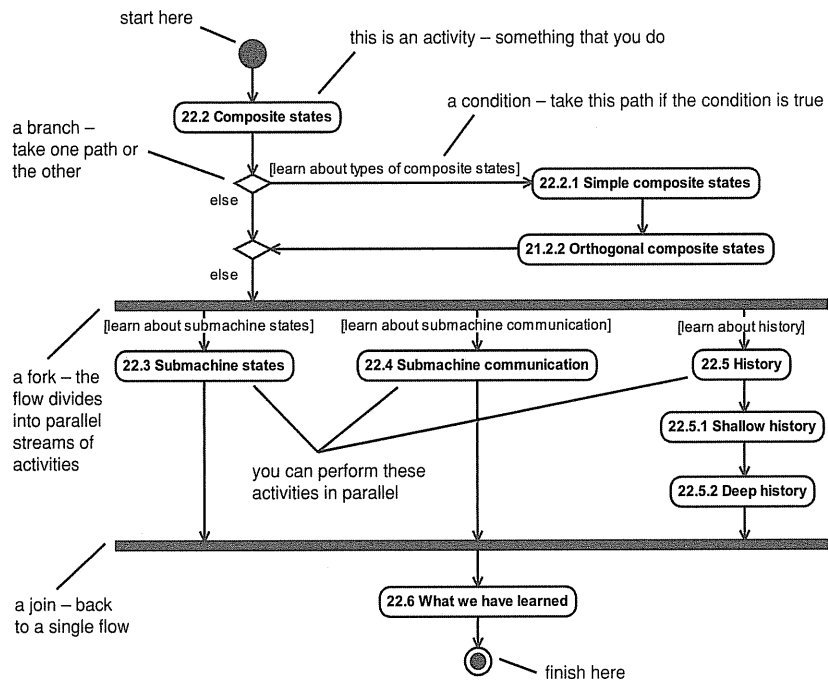 start here
this is an activity – something that you do
22.2 Composite states
a condition – take this path if the condition is true
a branch –
take one path or
the other
[learn about types of composite states]
22.2.1 Simple composite states
else
21.2.2 Orthogonal composite states
else
[learn about submachine states]
[learn about submachine communication]
[learn about history]
22.3 Submachine states
22.4 Submachine communication
22.5 History
a fork – the
flow divides
into parallel
streams of
activities
22.5.1 Shallow history
you can perform these
activities in parallel
22.5.2 Deep history
a join – back
to a single flow
22.6 What we have learned
finish here